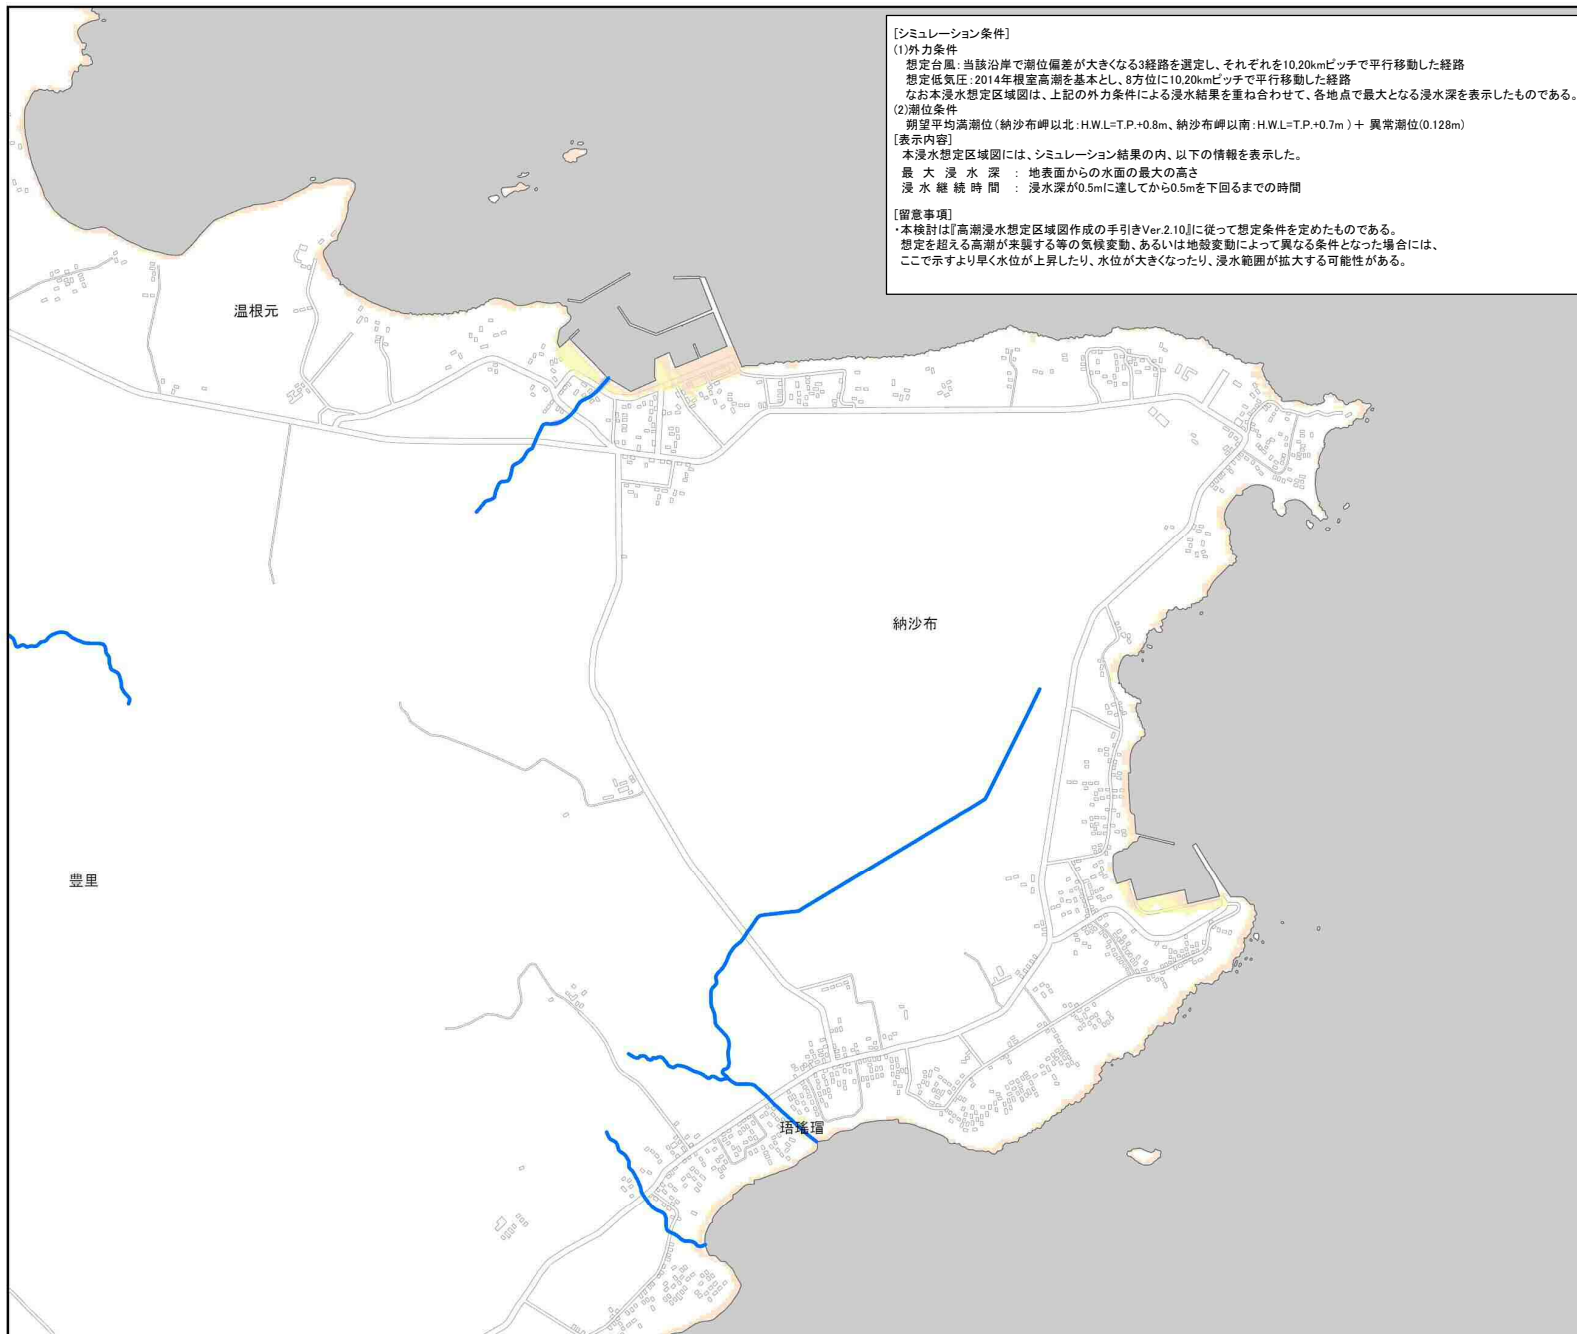 [シミュレーション条件]
(1)外力条件
想定台風：当該沿岸で潮位偏差が大きくなる3経路を選定し、それぞれを10,20kmピッチで平行移動した経路
想定低気圧：2014年根室高潮を基本とし、8方位に10,20kmピッチで平行移動した経路
なお本浸水想定区域図は、上記の外力条件による浸水結果を重ね合わせて、各地点で最大となる浸水深を表示したものである。
(2)潮位条件
朔望平均満潮位（納沙布岬以北：H.W.L=T.P.+0.8m、納沙布岬以南：H.W.L=T.P.+0.7m ）＋ 異常潮位(0.128m)
[表示内容]
本浸水想定区域図には、シミュレーション結果の内、以下の情報を表示した。
最 大 浸 水 深 ： 地表面からの水面の最大の高さ
浸 水 継 続 時 間 ： 浸水深が0.5mに達してから0.5mを下回るまでの時間
[留意事項]
・本検討は『高潮浸水想定区域図作成の手引きVer.2.10』に従って想定条件を定めたものである。
想定を超える高潮が来襲する等の気候変動、あるいは地殻変動によって異なる条件となった場合には、
ここで示すより早く水位が上昇したり、水位が大きくなったり、浸水範囲が拡大する可能性がある。
温根元
納沙布
豊里
珸瑤瑁